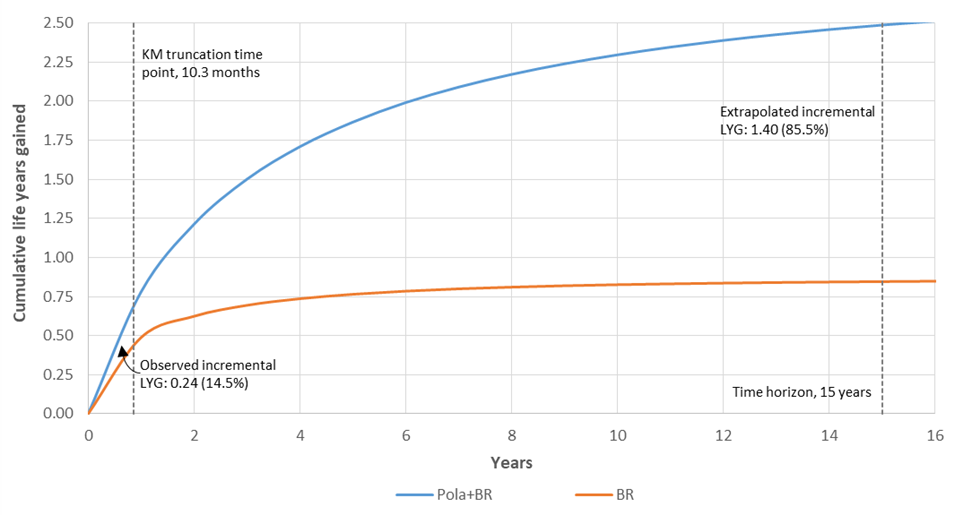 2.50
2.25
2.00
1.75
1.50
1.25
1.00
0.75
0.50
0.25
0.00
Cumulative life years gained
KM truncation time
point, 10.3 months
Extrapolated incremental
LYG: 1.40 (85.5%)
Observed incremental
LYG: 0.24 (14.5%)
Time horizon, 15 years
0 2 4 6 8 10 12 14 16
Years
Pola+BR BR